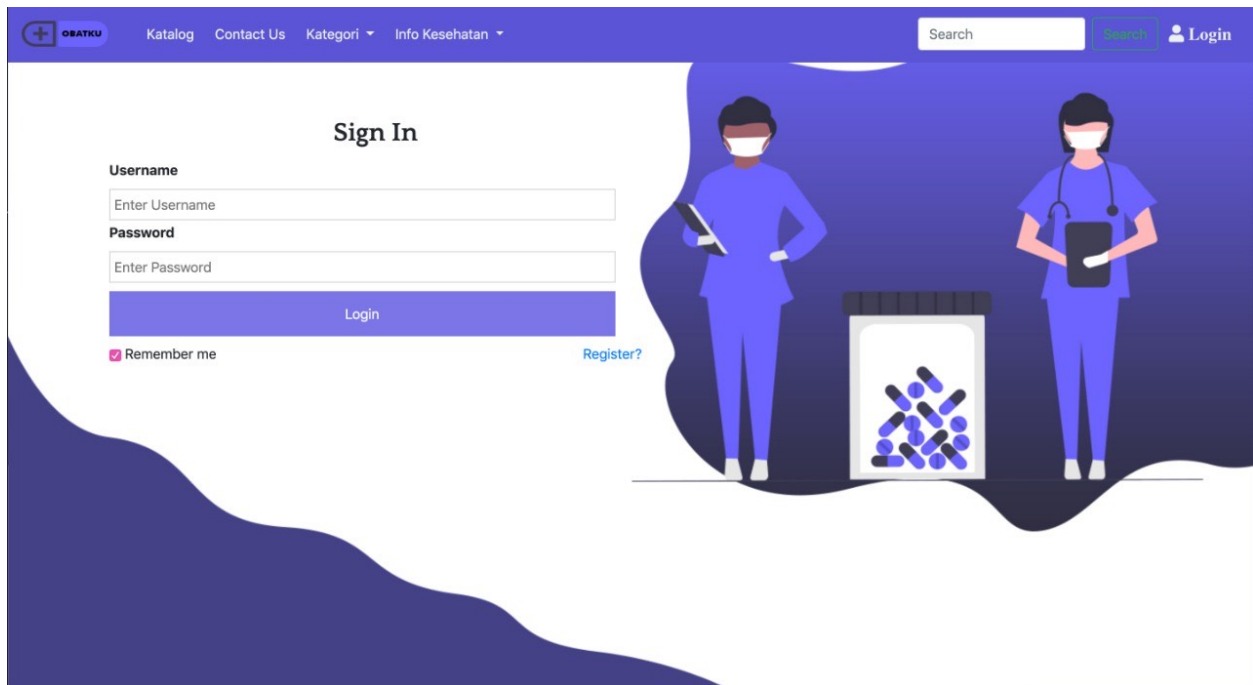 OBATKU Katalog Contact Us Kategori Info Kesehatan Search Search Login
Sign In
Username
Enter Username
Password
Enter Password
Login
Remember me Register?